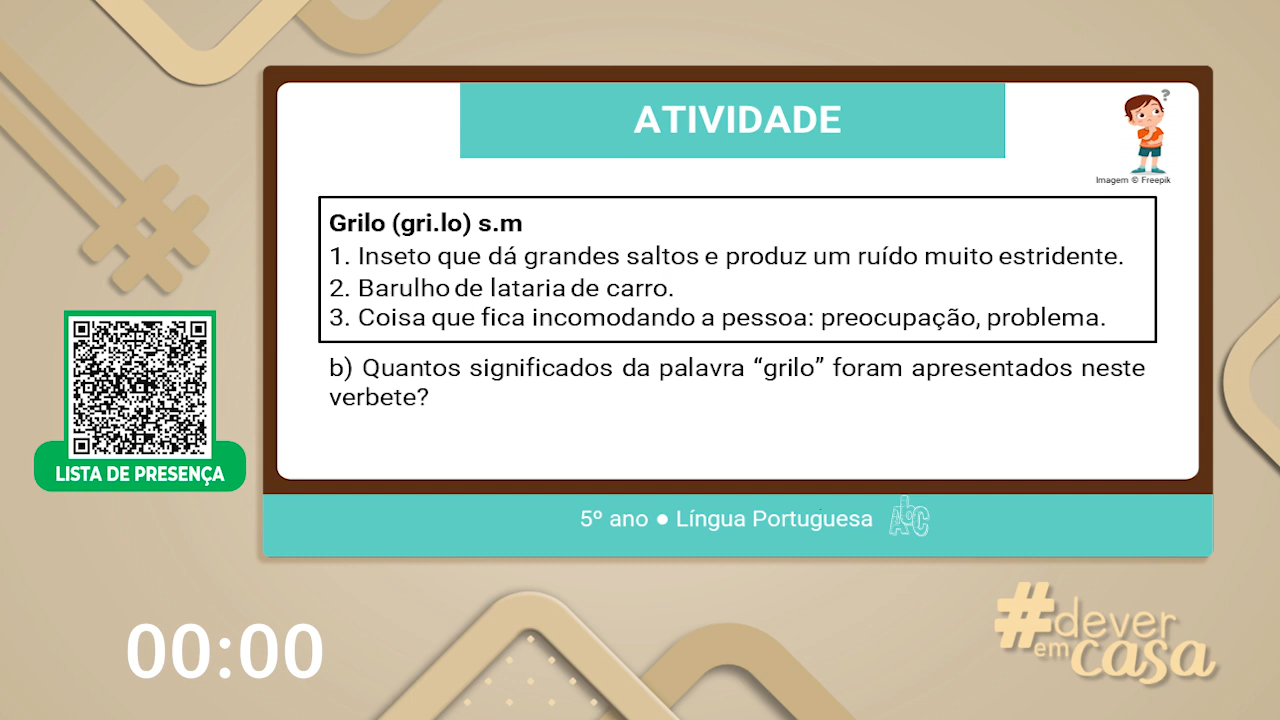 ATIVIDADE
?
Imagem © Freepik
Grilo (gri.lo) s.m
1. Inseto que dá grandes saltos e produz um ruído muito estridente.
2. Barulho de lataria de carro.
3. Coisa que fica incomodando a pessoa: preocupação, problema.
b) Quantos significados da palavra “grilo” foram apresentados neste
verbete?
LISTA DE PRESENÇA
5º ano ● Língua Portuguesa
AbC
00:00
#dever
em casa